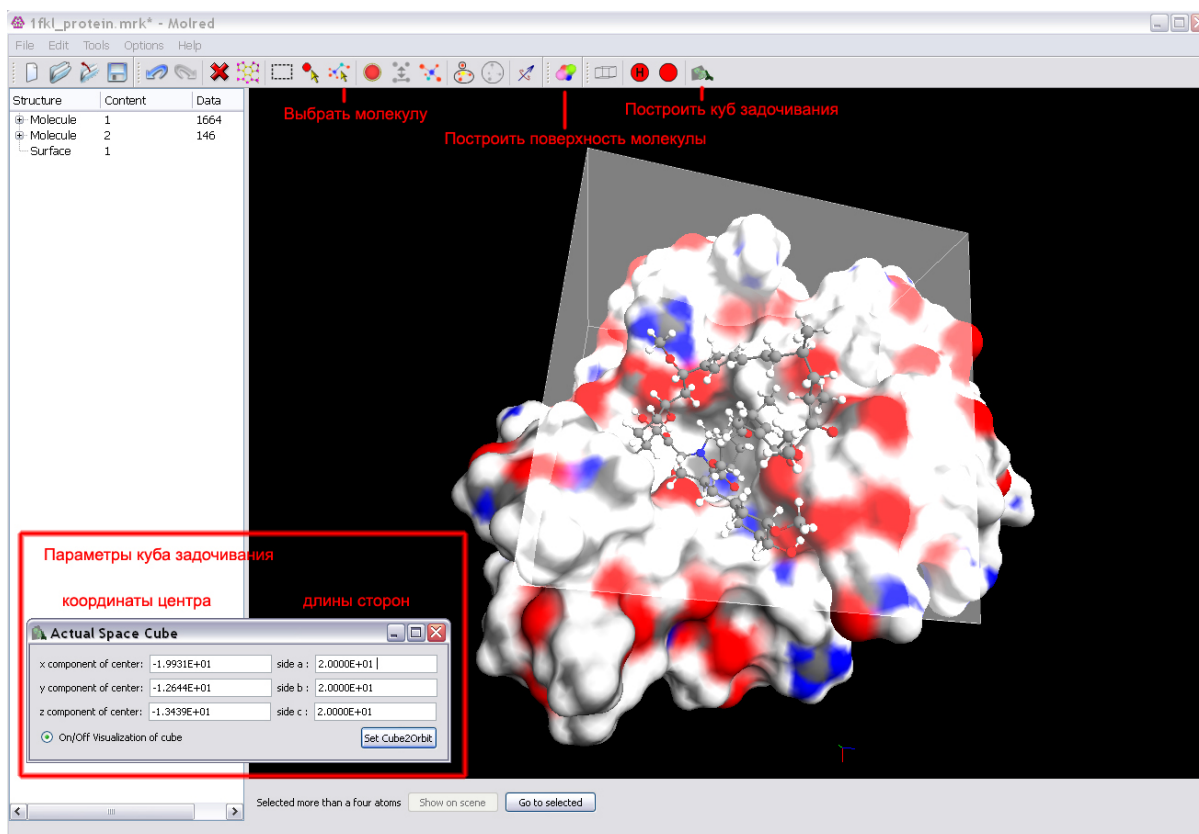 1fkl_protein.mrk* - Molred
File Edit Tools Options Help
H
Выбрать молекулу
Построить поверхность молекулы
Построить куб задочивания
Structure Content Data
Molecule 1 1664
Molecule 2 146
Surface 1
Параметры куба задочивания
координаты центра длины сторон
Actual Space Cube
x component of center: -1.9931E+01 side a : 2.0000E+01
y component of center: -1.2644E+01 side b : 2.0000E+01
z component of center: -1.3439E+01 side c : 2.0000E+01
On/Off Visualization of cube Set Cube2Orbit
Selected more than a four atoms Show on scene Go to selected